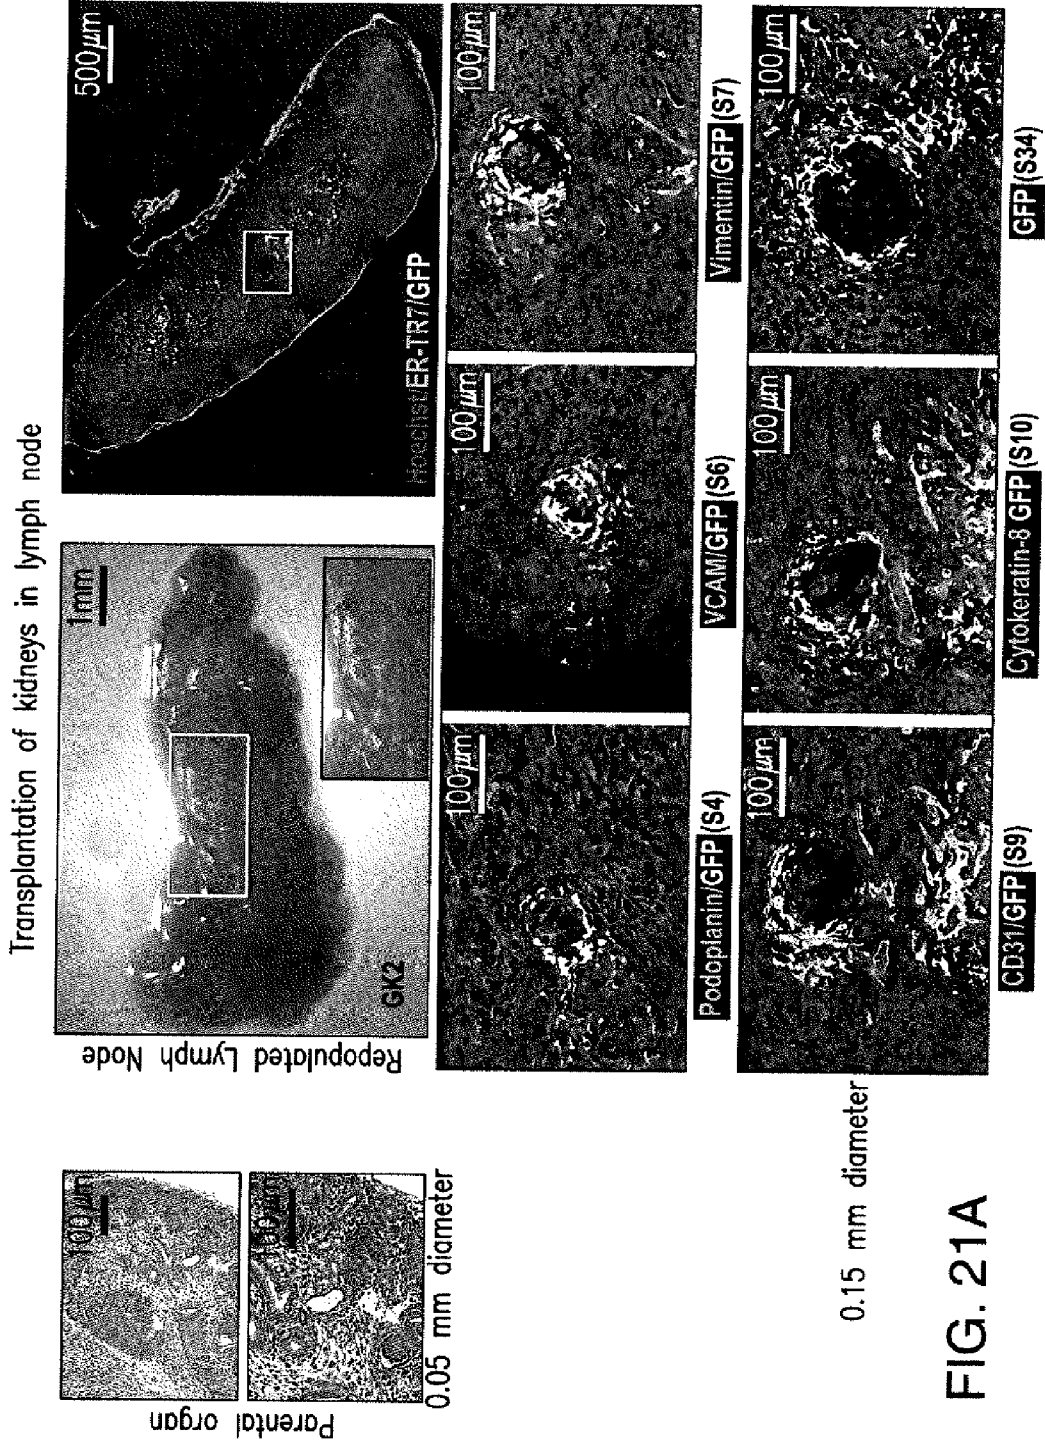 Transplantation of kidneys in lymph node
Parental organ
100µm
100µm
0.05 mm diameter
Repopulated Lymph Node
1mm
GK2
500µm
Hoechst/ER-TR7/GFP
100µm
100µm
100µm
Podoplanin/GFP (S4)
VCAM/GFP (S6)
Vimentin/GFP (S7)
0.15 mm diameter
100µm
100µm
100µm
CD31/GFP (S9)
Cytokeratin-8 GFP (S10)
GFP (S34)
FIG. 21A